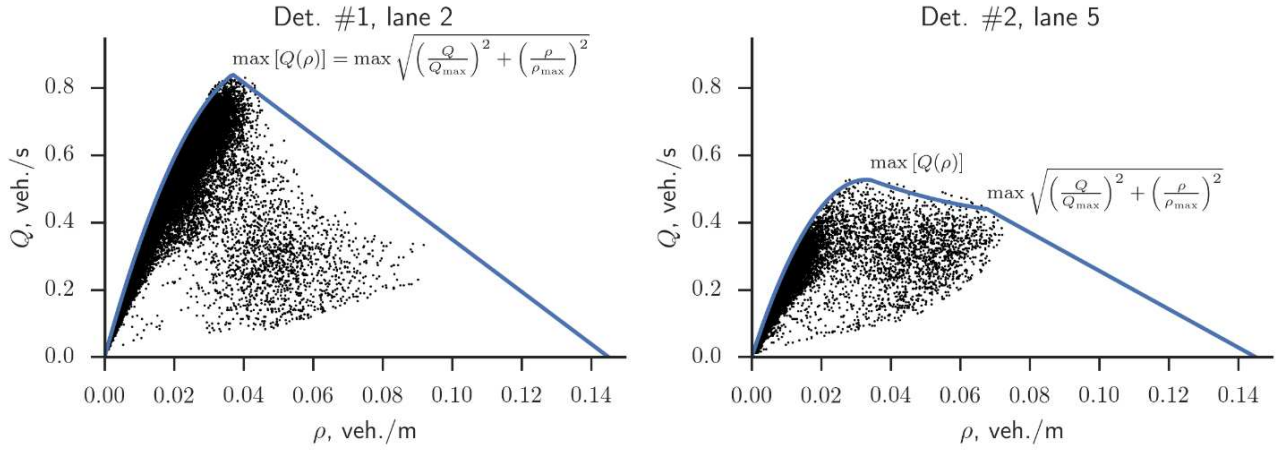 Det. #1, lane 2
max [Q(ρ)] = max √((Q/Q_max)² + (ρ/ρ_max)²)
Q, veh./s
0.8
0.6
0.4
0.2
0.0
0.00 0.02 0.04 0.06 0.08 0.10 0.12 0.14
ρ, veh./m
Det. #2, lane 5
max [Q(ρ)]
max √((Q/Q_max)² + (ρ/ρ_max)²)
Q, veh./s
0.8
0.6
0.4
0.2
0.0
0.00 0.02 0.04 0.06 0.08 0.10 0.12 0.14
ρ, veh./m